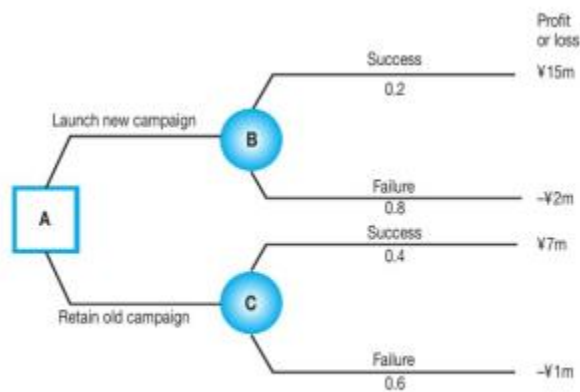 Profit
or loss
Success
¥15m
0.2
Launch new campaign
B
Failure
–¥2m
0.8
A
Success
¥7m
0.4
C
Retain old campaign
Failure
–¥1m
0.6